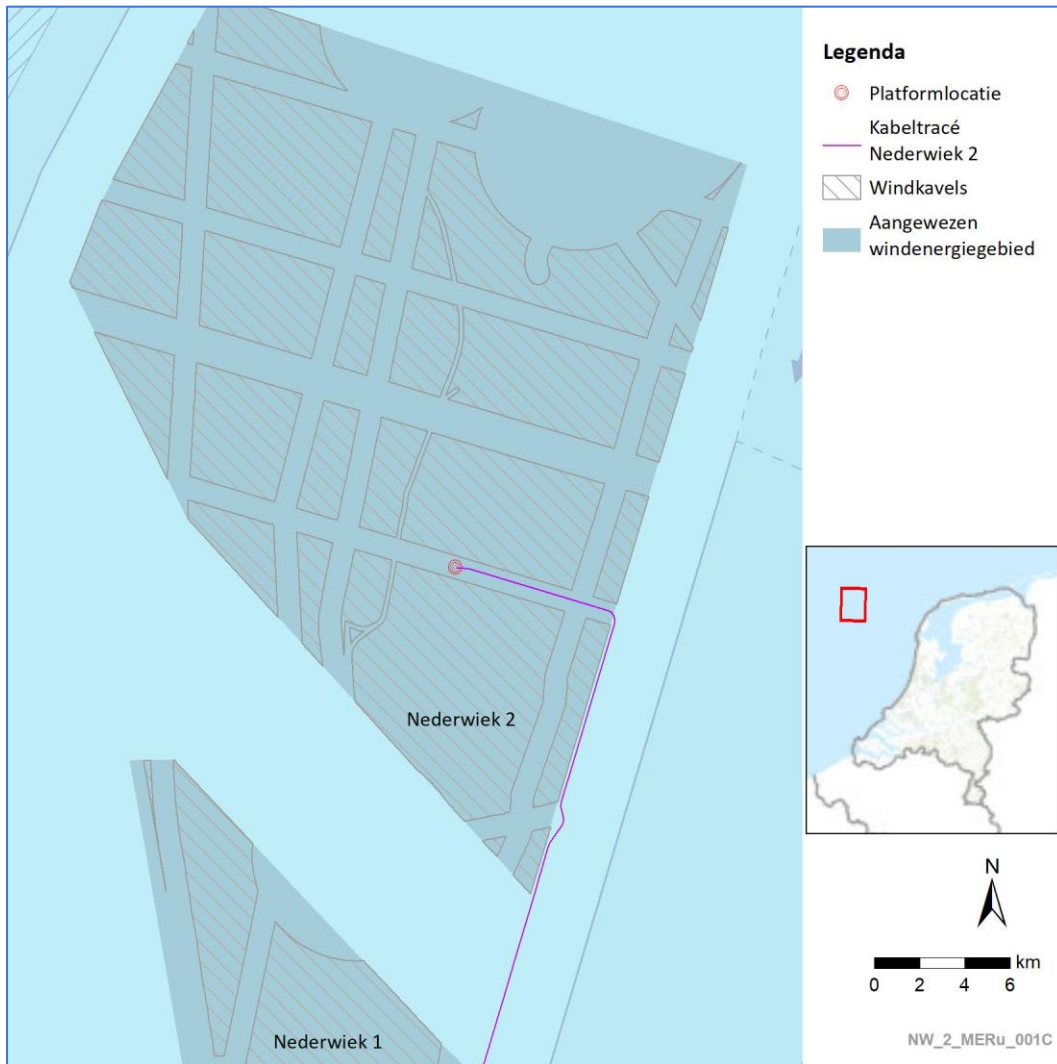 Legenda
Platformlocatie
Kabeltracé
Nederwiek 2
Windkavels
Aangewezen
windenergiegebied
Nederwiek 2
Nederwiek 1
N
km
0 2 4 6
NW_2_MERu_001C